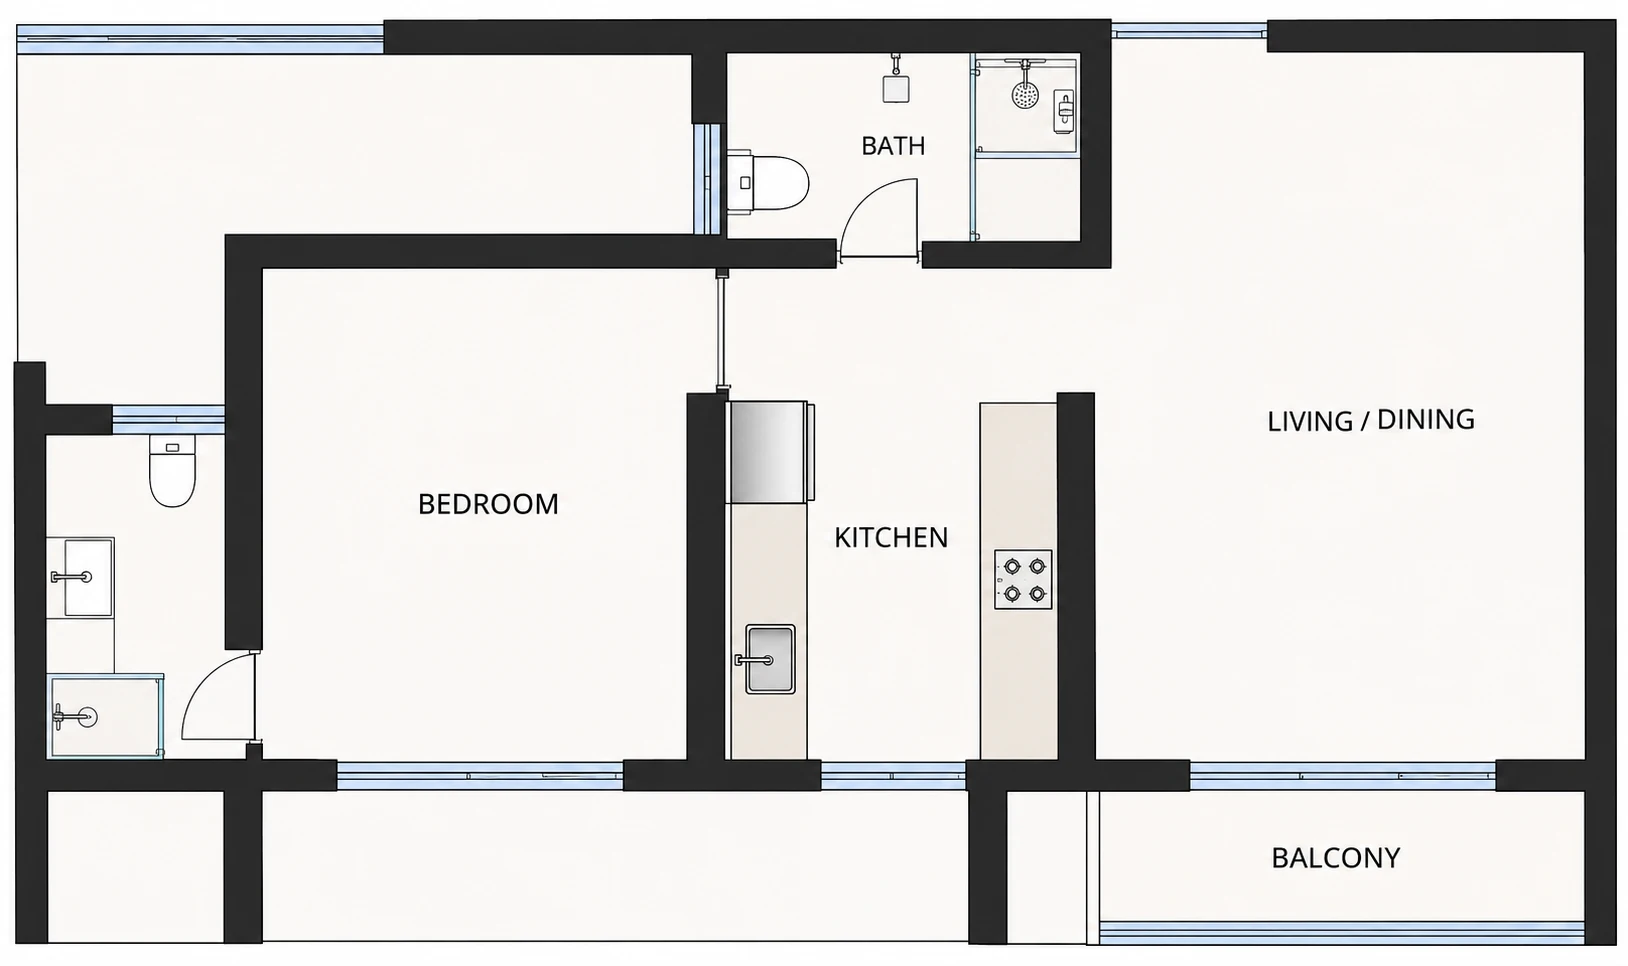 BATH
LIVING / DINING
BEDROOM
KITCHEN
BALCONY